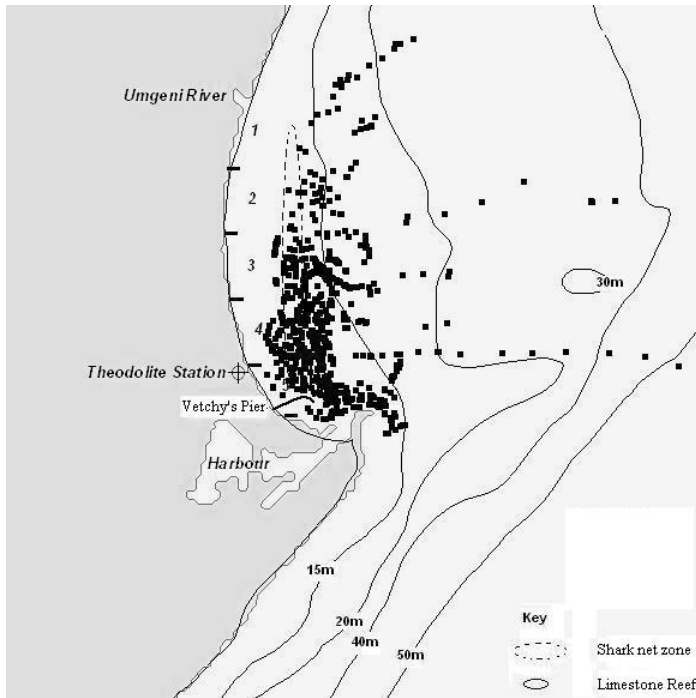 Umgeni River
1
2
3
4
5
Theodolite Station
Vetchy's Pier
Harbour
30m
15m
20m
40m
50m
Key
Shark net zone
Limestone Reef